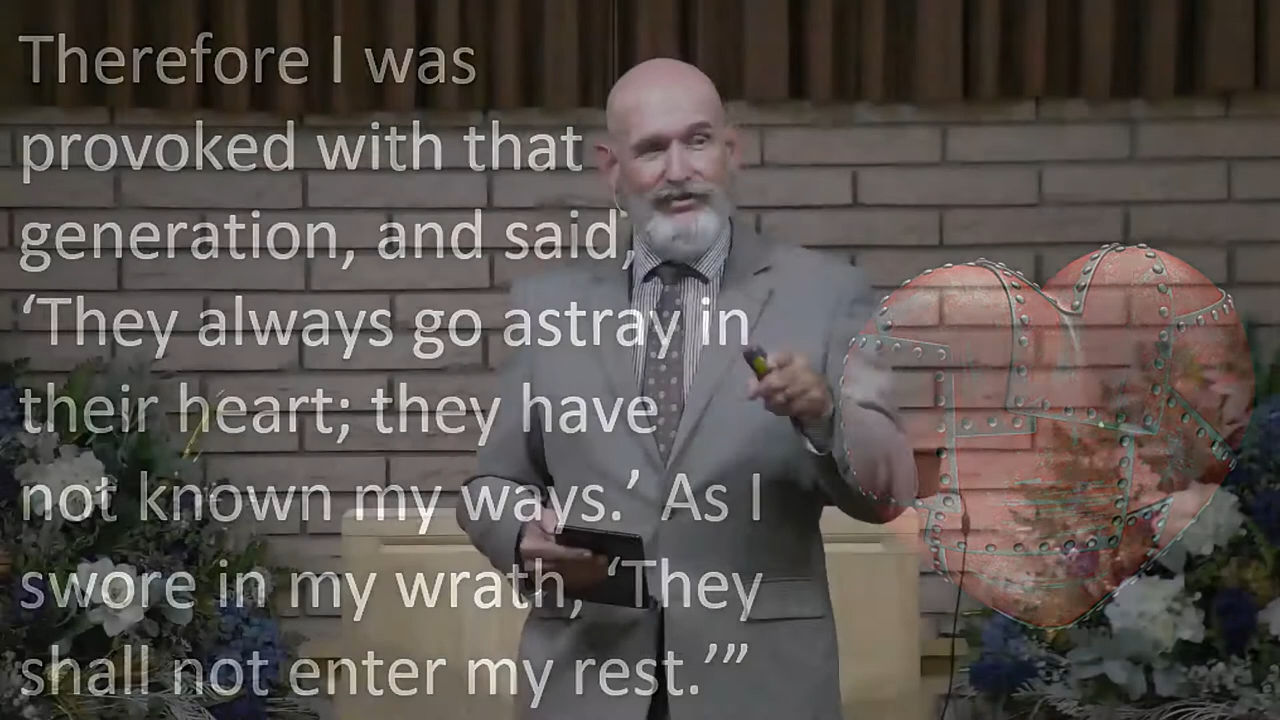 Therefore I was
provoked with that
generation, and said,
‘They always go astray in
their heart; they have
not known my ways.’ As I
swore in my wrath, ‘They
shall not enter my rest.’”